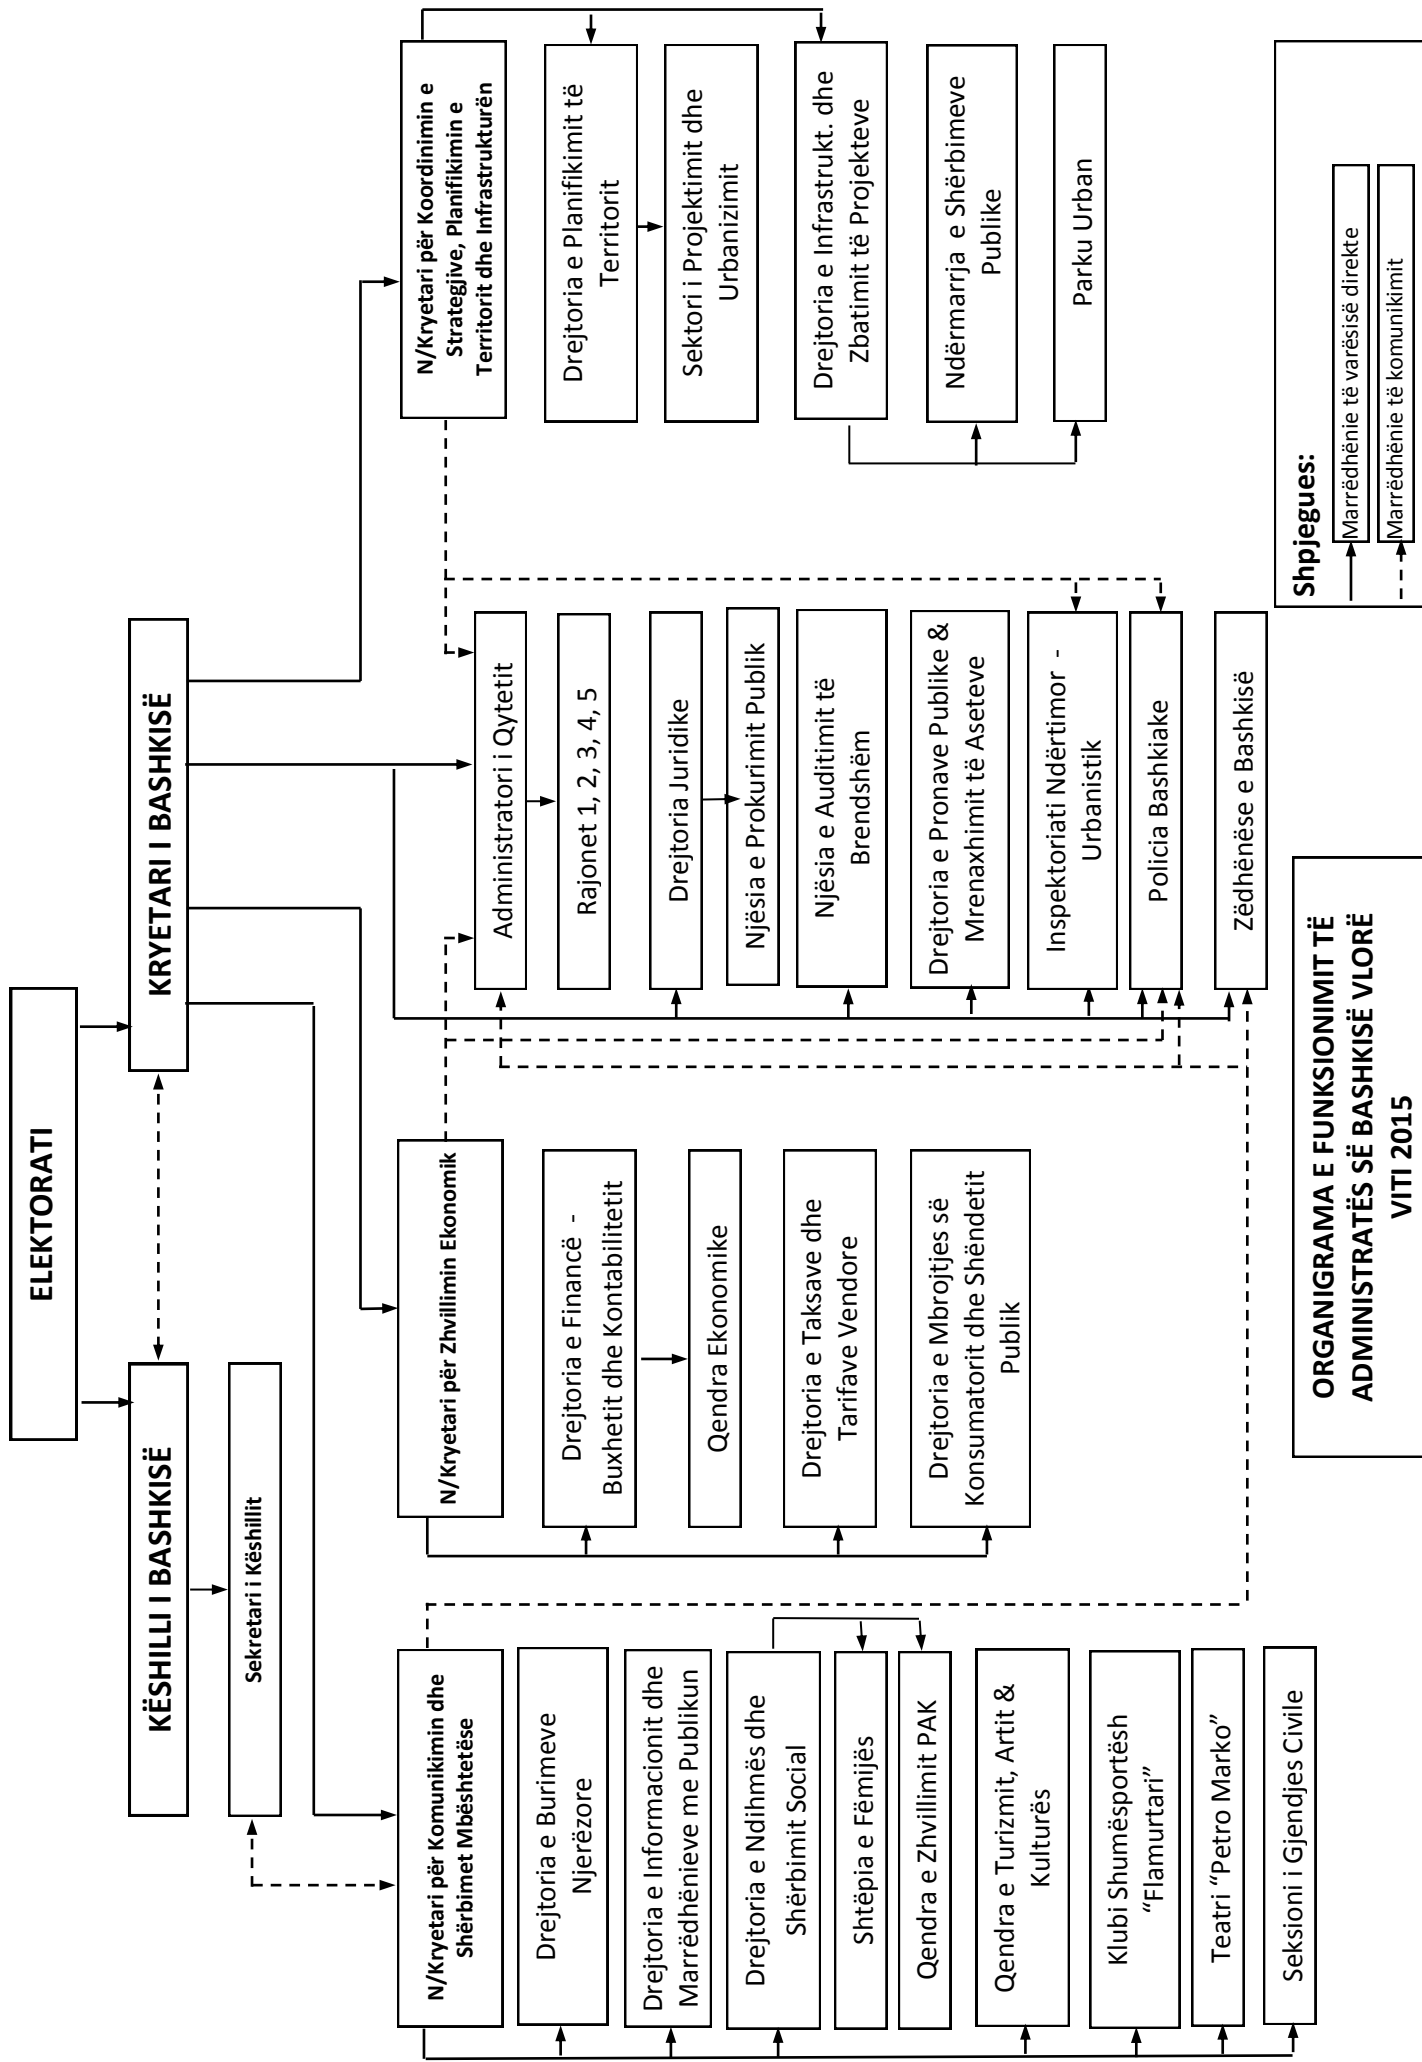 ELEKTORATI
KËSHILLI I BASHKISË
KRYETARI I BASHKISË
Sekretari i Këshillit
N/Kryetari për Komunikimin dhe
Shërbimet Mbështetëse
Drejtoria e Burimeve
Njerëzore
Drejtoria e Informacionit dhe
Marrëdhënieve me Publikun
Drejtoria e Ndihmës dhe
Shërbimit Social
Shtëpia e Fëmijës
Qendra e Zhvillimit PAK
Qendra e Turizmit, Artit &
Kulturës
Klubi Shumësportësh
“Flamurtari”
Teatri “Petro Marko”
Seksioni i Gjendjes Civile
N/Kryetari për Zhvillimin Ekonomik
Drejtoria e Financë -
Buxhetit dhe Kontabilitetit
Qendra Ekonomike
Drejtoria e Taksave dhe
Tarifave Vendore
Drejtoria e Mbrojtjes së
Konsumatorit dhe Shëndetit
Publik
Administratori i Qytetit
Rajonet 1, 2, 3, 4, 5
Drejtoria Juridike
Njësia e Prokurimit Publik
Njësia e Auditimit të
Brendshëm
Drejtoria e Pronave Publike &
Mrenaxhimit të Aseteve
Inspektoriati Ndërtimor -
Urbanistik
Policia Bashkiake
Zëdhënëse e Bashkisë
N/Kryetari për Koordinimin e
Strategjive, Planifikimin e
Territorit dhe Infrastrukturën
Drejtoria e Planifikimit të
Territorit
Sektori i Projektimit dhe
Urbanizimit
Drejtoria e Infrastrukt. dhe
Zbatimit të Projekteve
Ndërmarrja e Shërbimeve
Publike
Parku Urban
ORGANIGRAMA E FUNKSIONIMIT TË
ADMINISTRATËS SË BASHKISË VLORË
VITI 2015
Shpjegues:
Marrëdhënie të varësisë direkte
Marrëdhënie të komunikimit